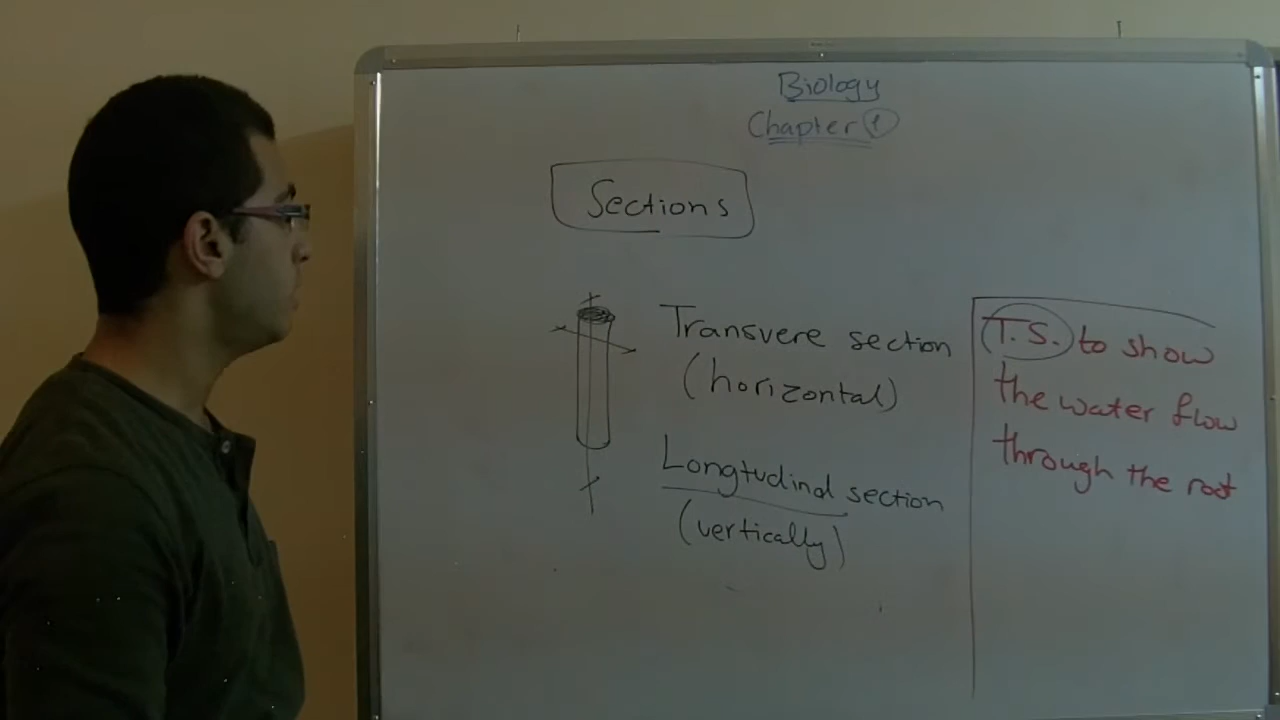 Biology
Chapter 1
Sections
Transvere section
(horizontal)
Longtudinal section
(vertically)
T.S. to show
the water flow
through the root